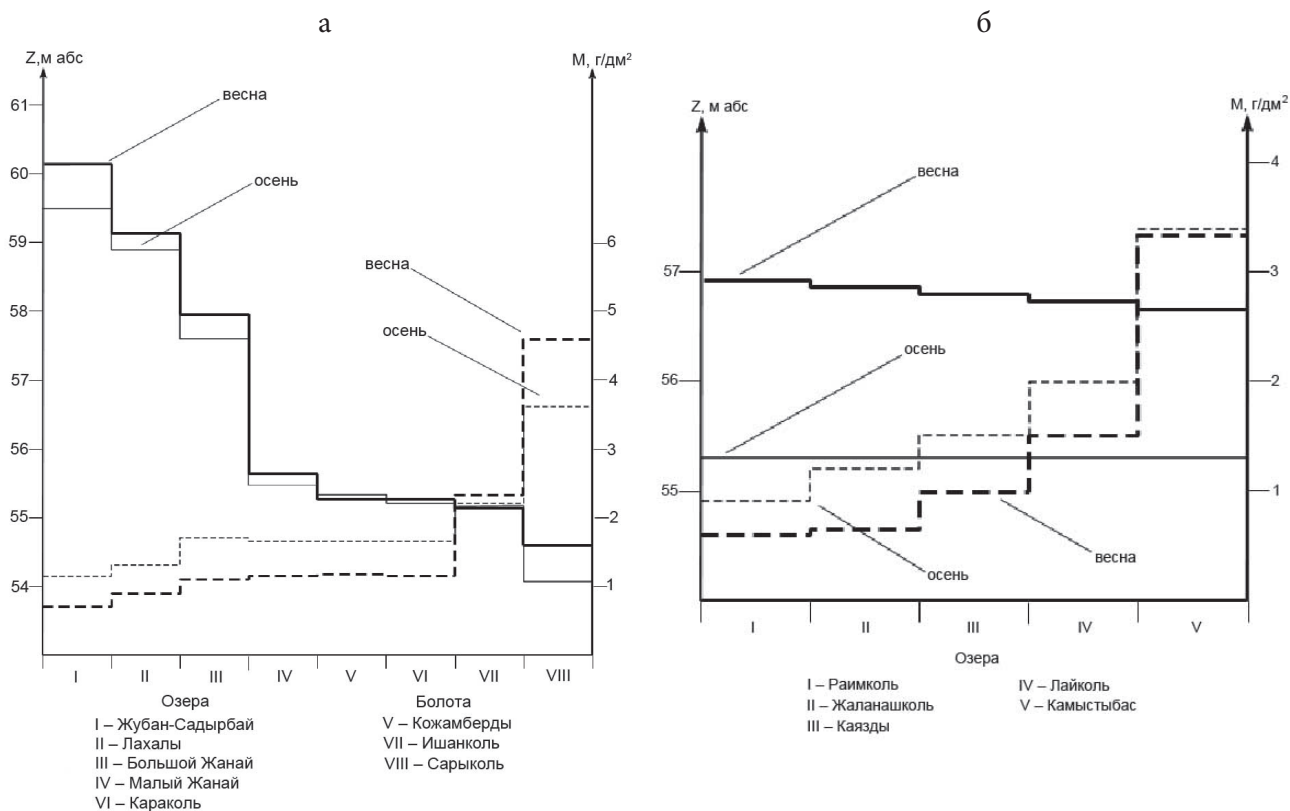 а
Z,м абс
М, г/дм²
весна
61
60
осень
59
6
весна
58
5
осень
57
4
56
3
55
2
54
1
I II III IV V VI VII VIII
Озера
Болота
I – Жубан-Садырбай
II – Лахалы
III – Большой Жанай
IV – Малый Жанай
VI – Караколь
V – Кожамберды
VII – Ишанколь
VIII – Сарыколь
б
Z, м абс
М, г/дм²
4
весна
57
3
осень
56
2
55
1
весна
осень
I II III IV V
Озера
I – Раимколь
II – Жаланашколь
III – Каязды
IV – Лайколь
V – Камыстыбас